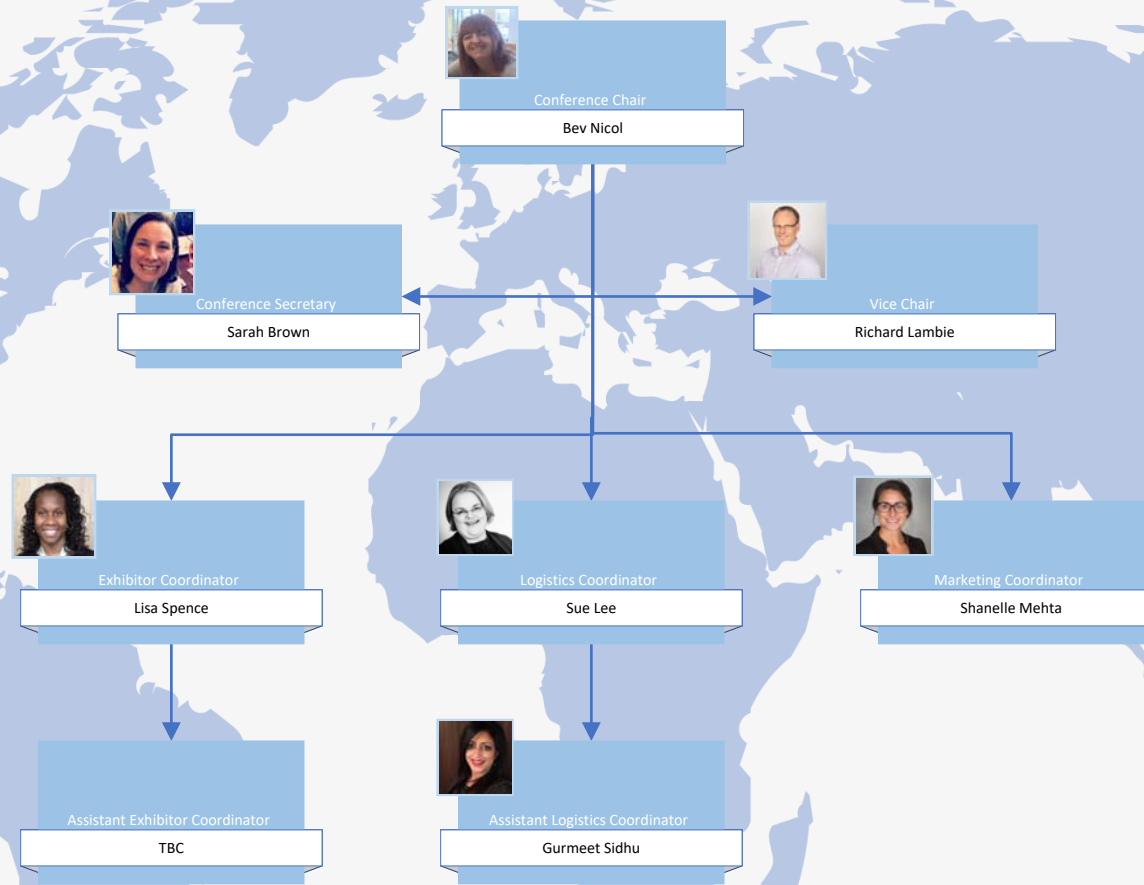 Conference Chair
Bev Nicol
Conference Secretary
Sarah Brown
Vice Chair
Richard Lambie
Exhibitor Coordinator
Lisa Spence
Logistics Coordinator
Sue Lee
Marketing Coordinator
Shanelle Mehta
Assistant Exhibitor Coordinator
TBC
Assistant Logistics Coordinator
Gurmeet Sidhu